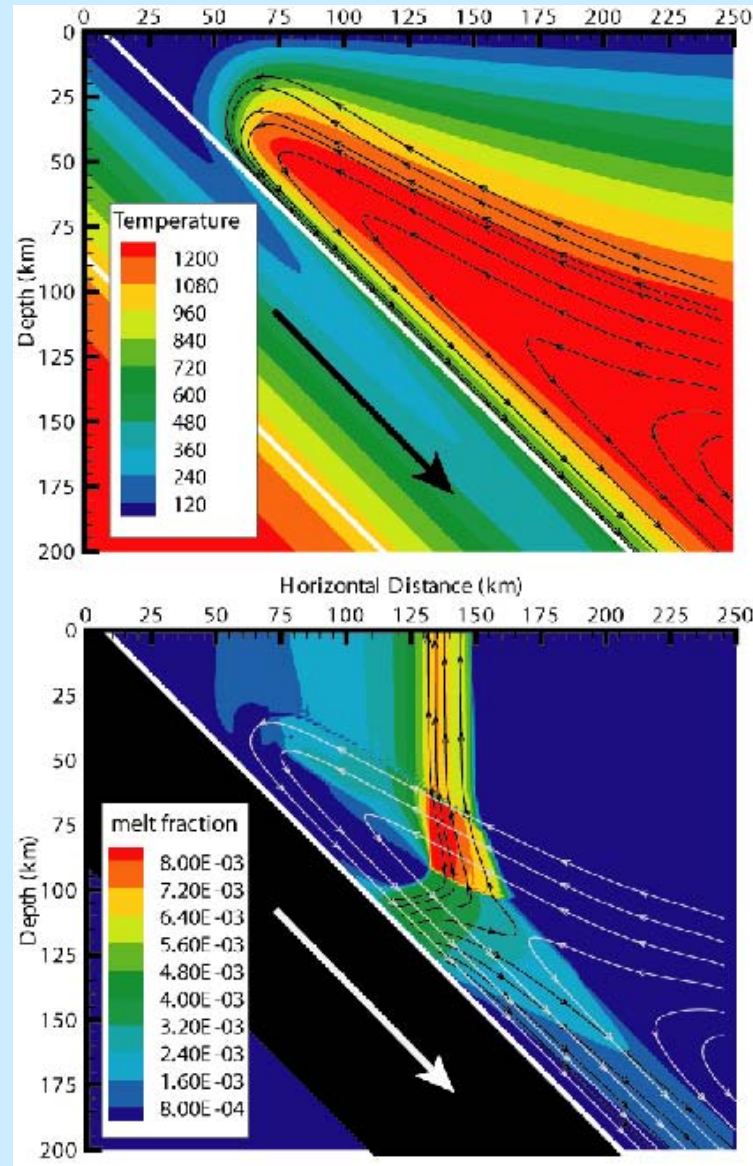 0 25 50 75 100 125 150 175 200 225 250
0
25
50
75
100
125
150
175
200
Depth (km)
Temperature
1200
1080
960
840
720
600
480
360
240
120
Horizontal Distance (km)
0 25 50 75 100 125 150 175 200 225 250
0
25
50
75
100
125
150
175
200
Depth (km)
melt fraction
8.00E-03
7.20E-03
6.40E-03
5.60E-03
4.80E-03
4.00E-03
3.20E-03
2.40E-03
1.60E-03
8.00E-04